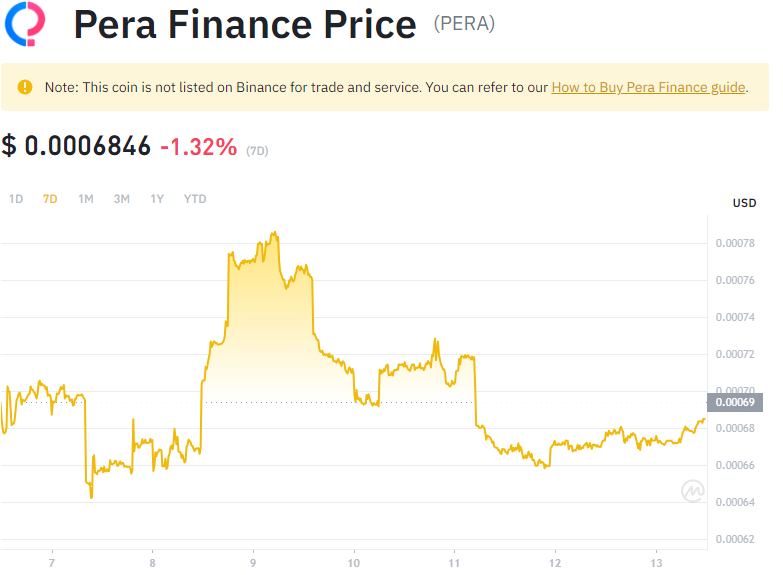 Pera Finance Price (PERA)
Note: This coin is not listed on Binance for trade and service. You can refer to our How to Buy Pera Finance guide.
$ 0.0006846 -1.32% (7D)
1D 7D 1M 3M 1Y YTD
USD
0.00078
0.00076
0.00074
0.00072
0.00070
0.00069
0.00068
0.00066
0.00064
0.00062
7 8 9 10 11 12 13